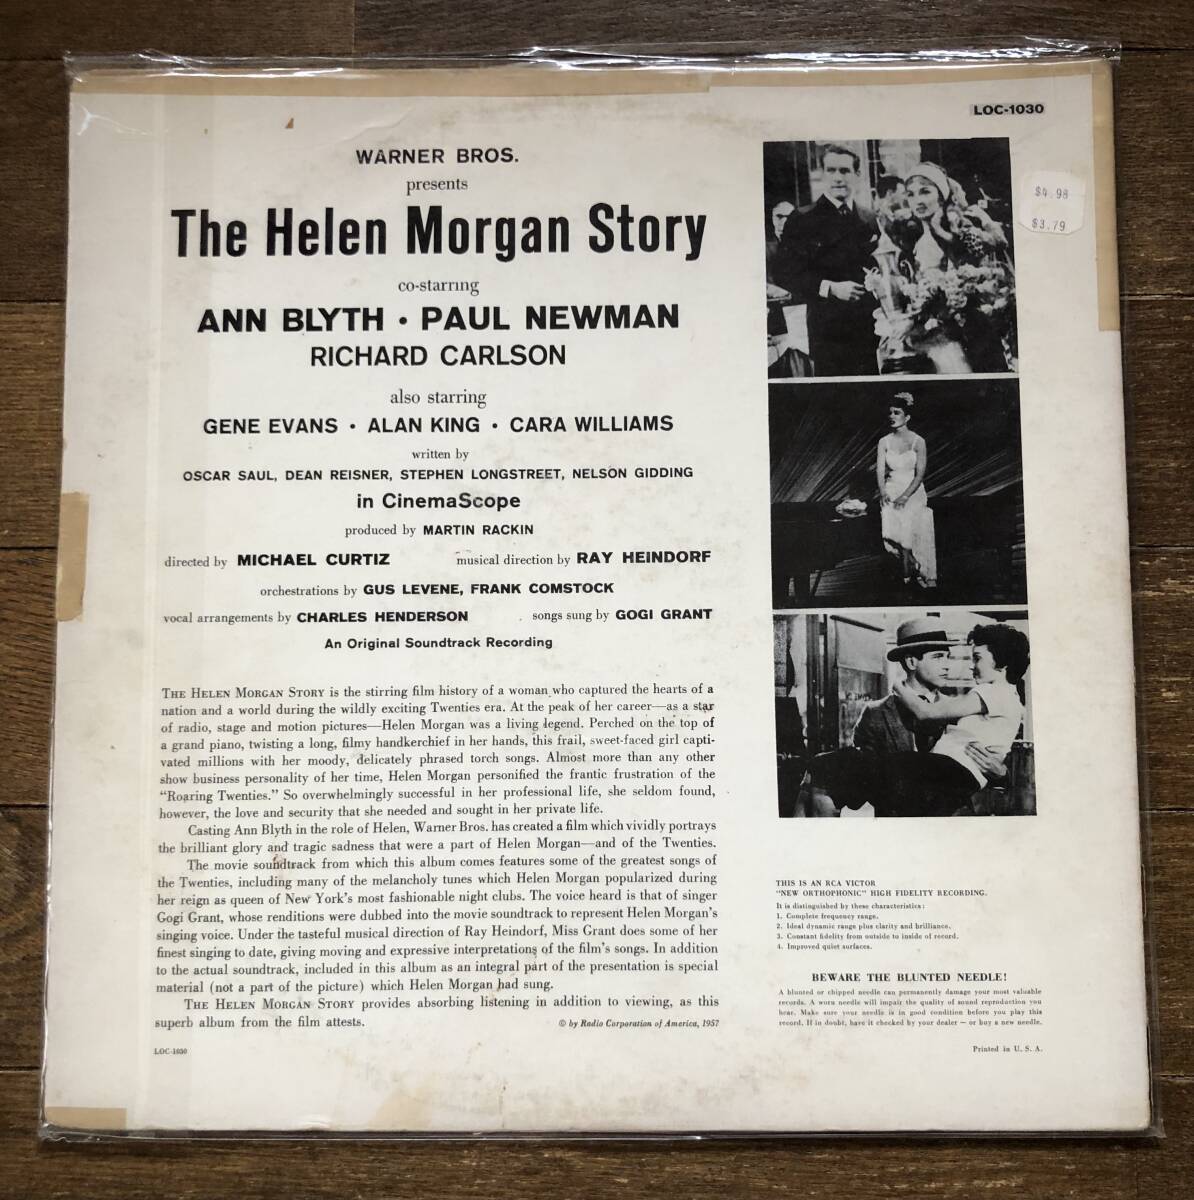 LOC-1030
WARNER BROS.
presents
The Helen Morgan Story
co-starring
ANN BLYTH • PAUL NEWMAN
RICHARD CARLSON
also starring
GENE EVANS • ALAN KING • CARA WILLIAMS
written by
OSCAR SAUL, DEAN REISNER, STEPHEN LONGSTREET, NELSON GIDDING
in CinemaScope
produced by MARTIN RACKIN
directed by MICHAEL CURTIZ musical direction by RAY HEINDORF
orchestrations by GUS LEVENE, FRANK COMSTOCK
vocal arrangements by CHARLES HENDERSON songs sung by GOGI GRANT
An Original Soundtrack Recording
THE HELEN MORGAN STORY is the stirring film history of a woman who captured the hearts of a
nation and a world during the wildly exciting Twenties era. At the peak of her career—as a star
of radio, stage and motion pictures—Helen Morgan was a living legend. Perched on the top of
a grand piano, twisting a long, filmy handkerchief in her hands, this frail, sweet-faced girl capti-
vated millions with her moody, delicately phrased torch songs. Almost more than any other
show business personality of her time, Helen Morgan personified the frantic frustration of the
“Roaring Twenties.” So overwhelmingly successful in her professional life, she seldom found,
however, the love and security that she needed and sought in her private life.
Casting Ann Blyth in the role of Helen, Warner Bros. has created a film which vividly portrays
the brilliant glory and tragic sadness that were a part of Helen Morgan—and of the Twenties.
The movie soundtrack from which this album comes features some of the greatest songs of
the Twenties, including many of the melancholy tunes which Helen Morgan popularized during
her reign as queen of New York’s most fashionable night clubs. The voice heard is that of singer
Gogi Grant, whose renditions were dubbed into the movie soundtrack to represent Helen Morgan’s
singing voice. Under the tasteful musical direction of Ray Heindorf, Miss Grant does some of her
finest singing to date, giving moving and expressive interpretations of the film’s songs. In addition
to the actual soundtrack, included in this album as an integral part of the presentation is special
material (not a part of the picture) which Helen Morgan had sung.
THE HELEN MORGAN STORY provides absorbing listening in addition to viewing, as this
superb album from the film attests.
© by Radio Corporation of America, 1957
LOC-1030
$4.98
$3.79
THIS IS AN RCA VICTOR
“NEW ORTHOPHONIC” HIGH FIDELITY RECORDING.
It is distinguished by these characteristics:
1. Complete frequency range.
2. Ideal dynamic range plus clarity and brilliance.
3. Constant fidelity from outside to inside of record.
4. Improved quiet surfaces.
BEWARE THE BLUNTED NEEDLE!
A blunted or chipped needle can permanently damage your most valuable
records. A worn needle will impair the quality of sound reproduction you
hear. Make sure your needle is in good condition before you play this
record. If in doubt, have it checked by your dealer — or buy a new needle.
Printed in U. S. A.